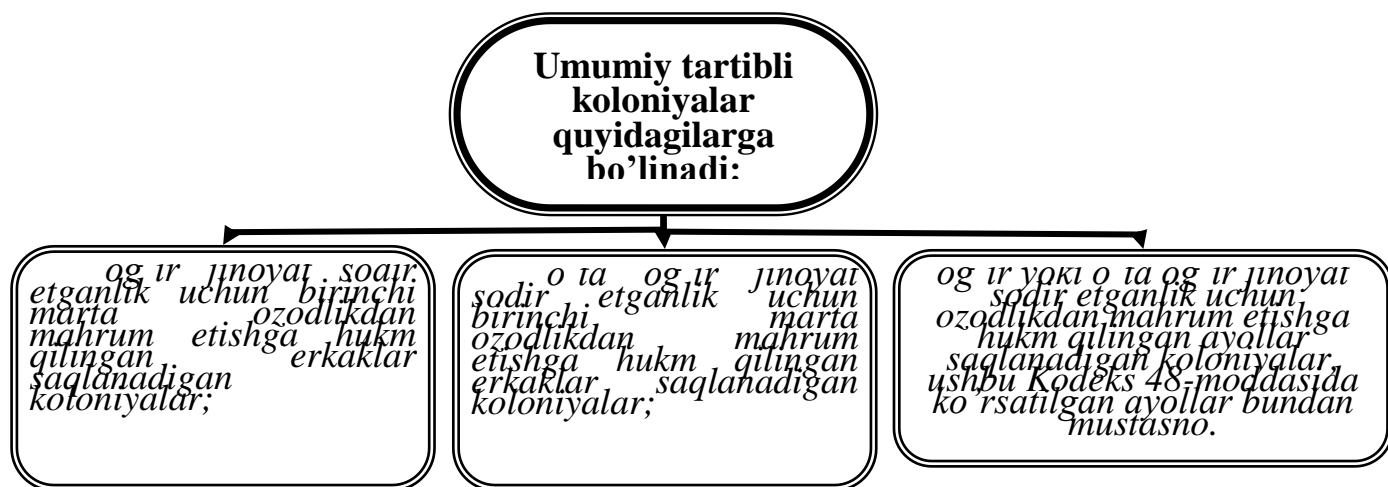 Umumiy tartibli
koloniyalar
quyidagilarga
bo’linadi:
og’ir jinoyat sodir
etganlik uchun birinchi
marta ozodlikdan
mahrum etishga hukm
qilingan erkaklar
saqlanadigan
koloniyalar;
o’ta og’ir jinoyat
sodir etganlik uchun
birinchi marta
ozodlikdan mahrum
etishga hukm qilingan
erkaklar saqlanadigan
koloniyalar;
og’ir yoki o’ta og’ir jinoyat
sodir etganlik uchun
ozodlikdan mahrum etishga
hukm qilingan ayollar
saqlanadigan koloniyalar,
ushbu Kodeks 48-moddasida
ko’rsatilgan ayollar bundan
mustasno.